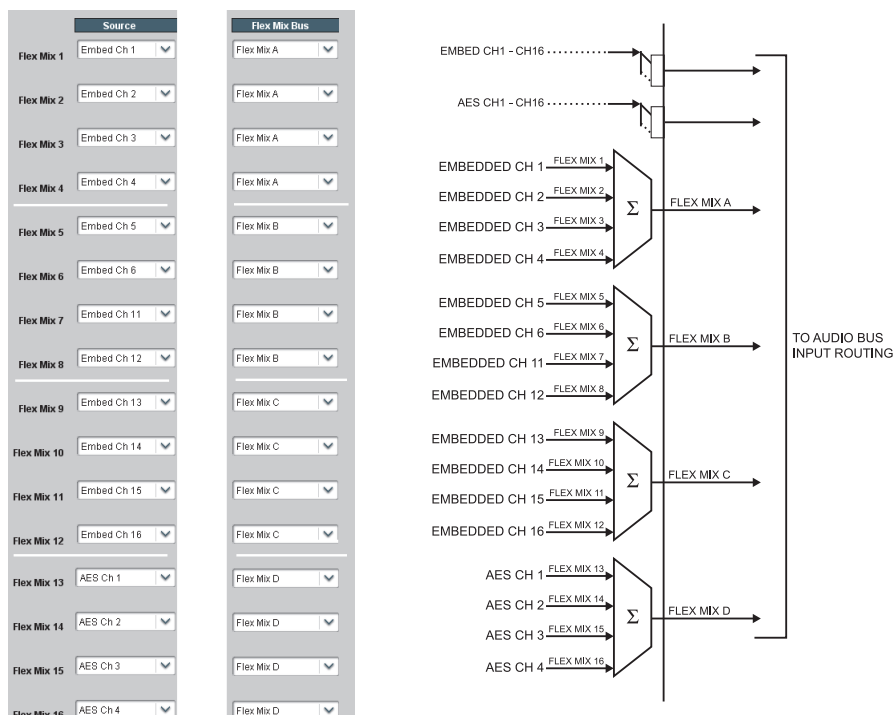 Source Flex Mix Bus
Flex Mix 1 Embed Ch 1 Flex Mix A
Flex Mix 2 Embed Ch 2 Flex Mix A
Flex Mix 3 Embed Ch 3 Flex Mix A
Flex Mix 4 Embed Ch 4 Flex Mix A
Flex Mix 5 Embed Ch 5 Flex Mix B
Flex Mix 6 Embed Ch 6 Flex Mix B
Flex Mix 7 Embed Ch 11 Flex Mix B
Flex Mix 8 Embed Ch 12 Flex Mix B
Flex Mix 9 Embed Ch 13 Flex Mix C
Flex Mix 10 Embed Ch 14 Flex Mix C
Flex Mix 11 Embed Ch 15 Flex Mix C
Flex Mix 12 Embed Ch 16 Flex Mix C
Flex Mix 13 AES Ch 1 Flex Mix D
Flex Mix 14 AES Ch 2 Flex Mix D
Flex Mix 15 AES Ch 3 Flex Mix D
Flex Mix 16 AES Ch 4 Flex Mix D
EMBED CH1 - CH16
AES CH1 - CH16
EMBEDDED CH 1 FLEX MIX 1
EMBEDDED CH 2 FLEX MIX 2
EMBEDDED CH 3 FLEX MIX 3
EMBEDDED CH 4 FLEX MIX 4
Σ FLEX MIX A
EMBEDDED CH 5 FLEX MIX 5
EMBEDDED CH 6 FLEX MIX 6
EMBEDDED CH 11 FLEX MIX 7
EMBEDDED CH 12 FLEX MIX 8
Σ FLEX MIX B
EMBEDDED CH 13 FLEX MIX 9
EMBEDDED CH 14 FLEX MIX 10
EMBEDDED CH 15 FLEX MIX 11
EMBEDDED CH 16 FLEX MIX 12
Σ FLEX MIX C
AES CH 1 FLEX MIX 13
AES CH 2 FLEX MIX 14
AES CH 3 FLEX MIX 15
AES CH 4 FLEX MIX 16
Σ FLEX MIX D
TO AUDIO BUS
INPUT ROUTING